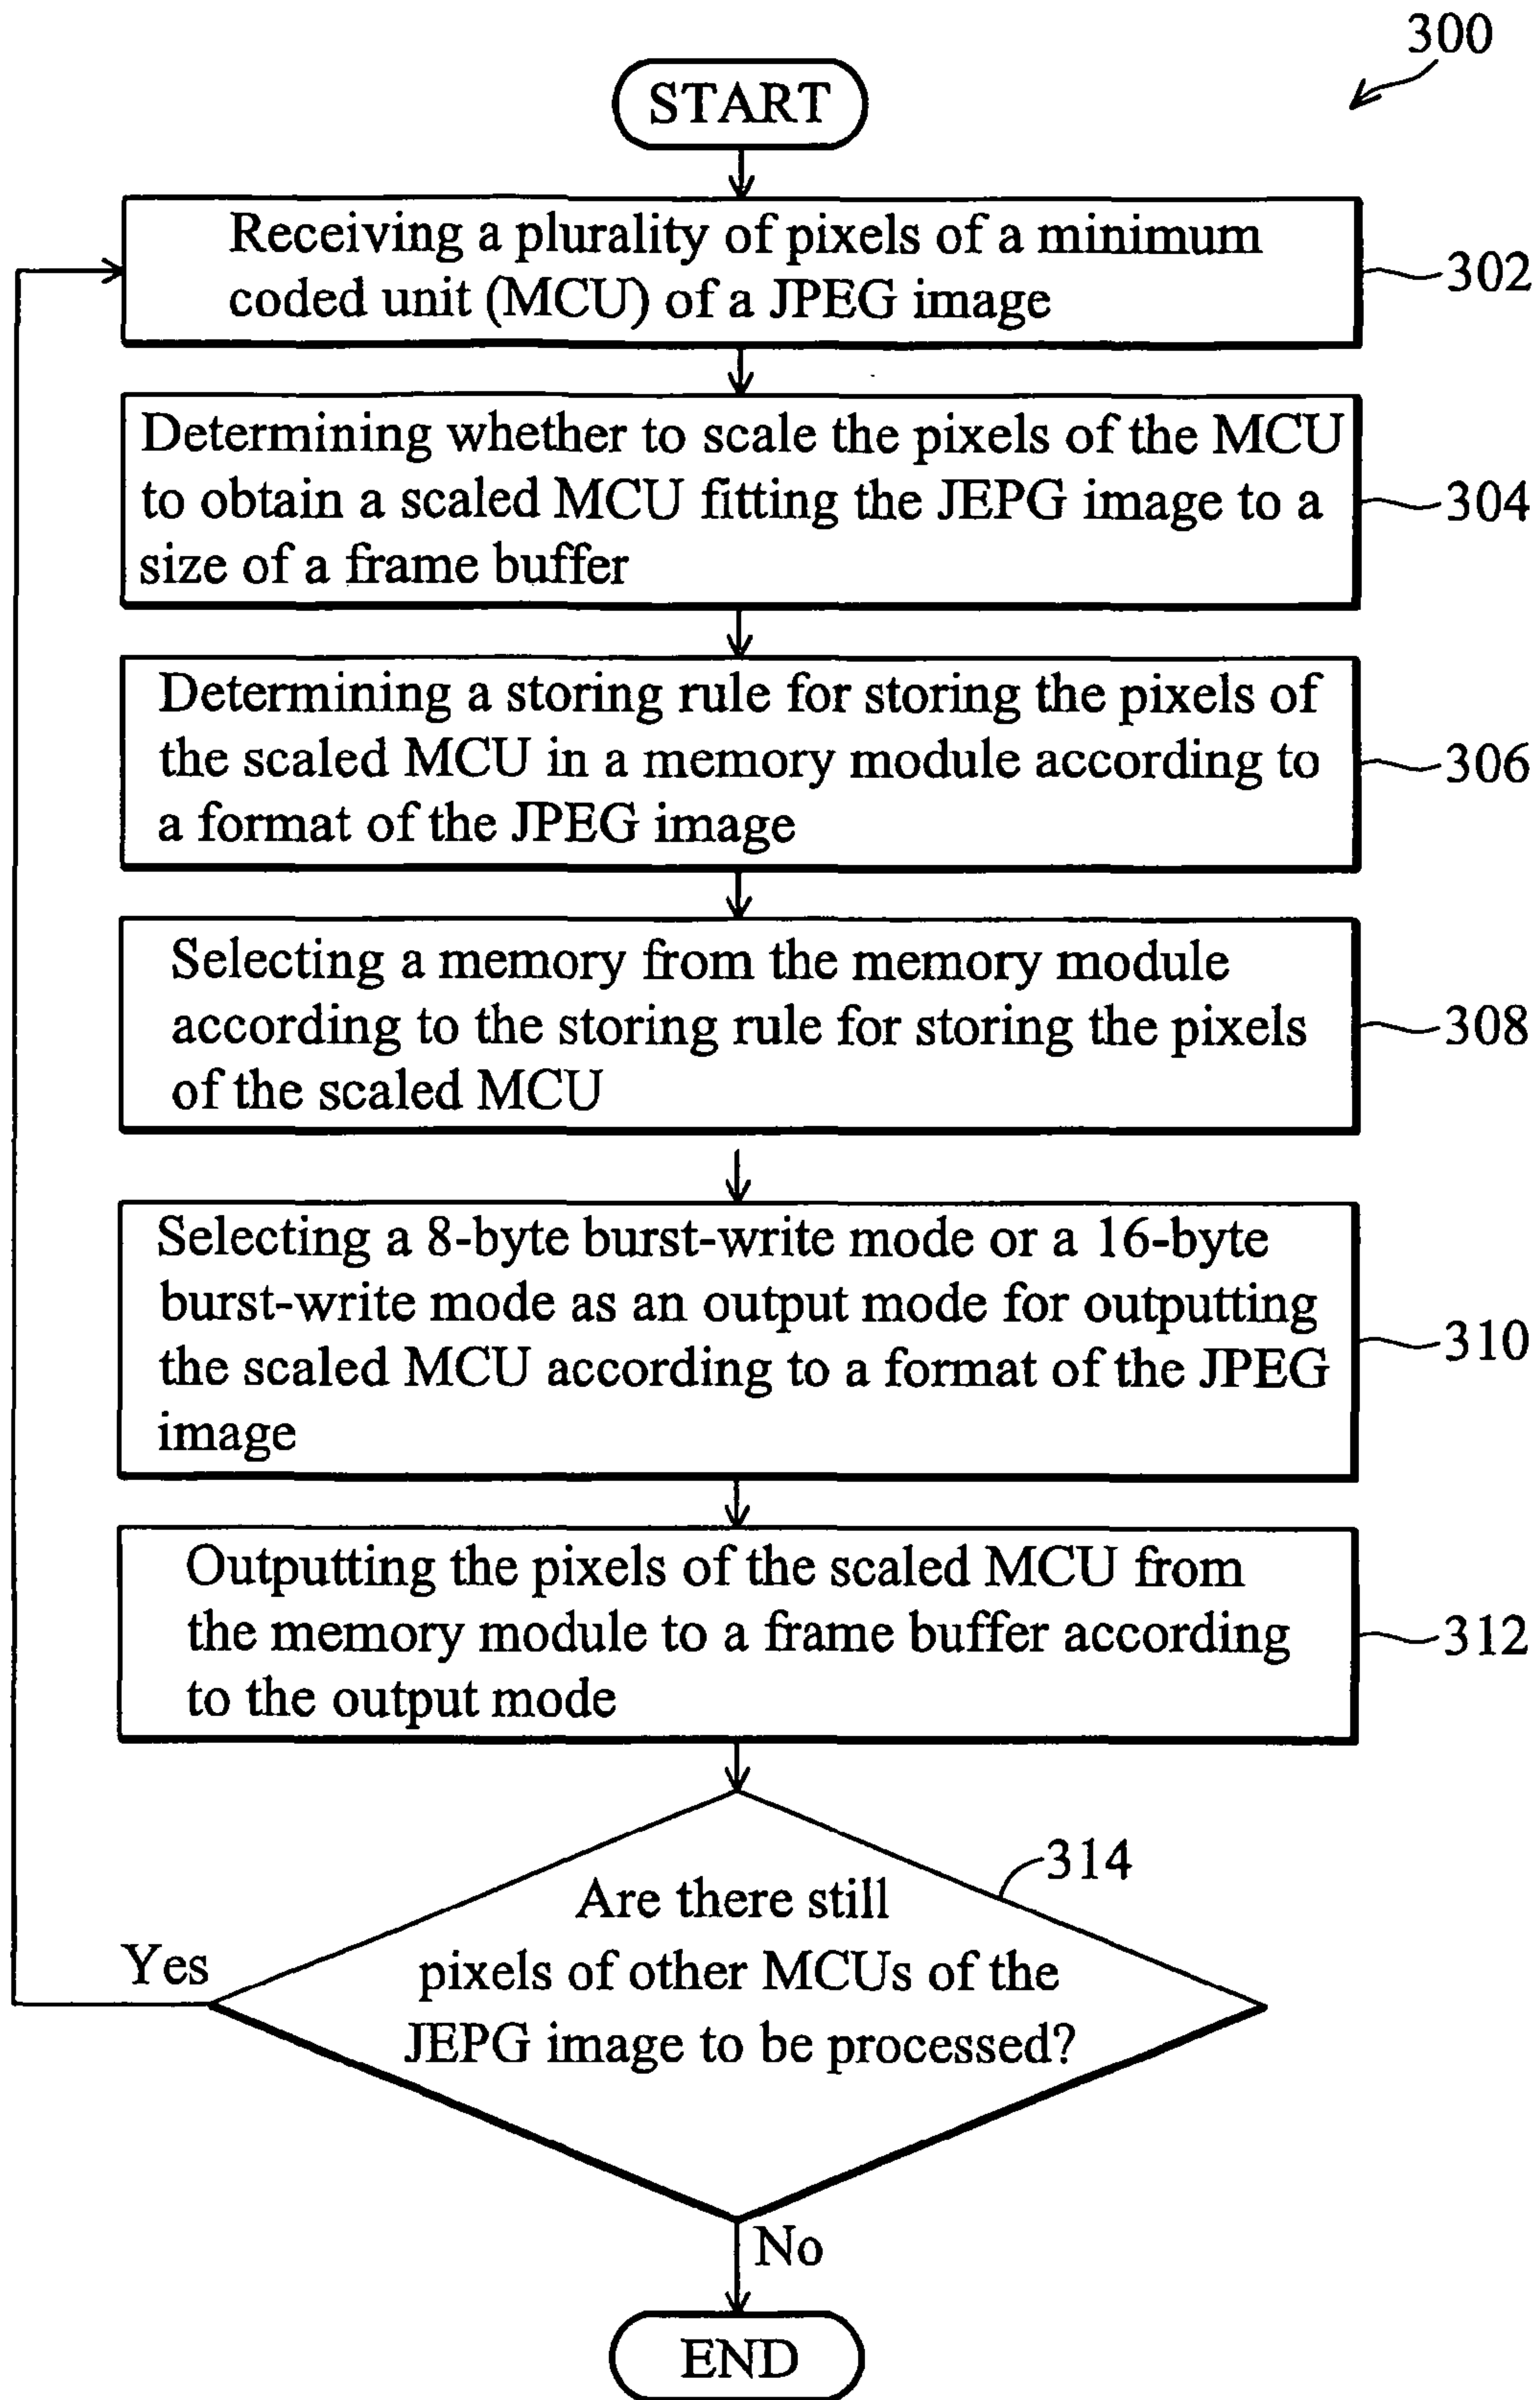 300
START
Receiving a plurality of pixels of a minimum
coded unit (MCU) of a JPEG image
302
Determining whether to scale the pixels of the MCU
to obtain a scaled MCU fitting the JEPG image to a
size of a frame buffer
304
Determining a storing rule for storing the pixels of
the scaled MCU in a memory module according to
a format of the JPEG image
306
Selecting a memory from the memory module
according to the storing rule for storing the pixels
of the scaled MCU
308
Selecting a 8-byte burst-write mode or a 16-byte
burst-write mode as an output mode for outputting
the scaled MCU according to a format of the JPEG
image
310
Outputting the pixels of the scaled MCU from
the memory module to a frame buffer according
to the output mode
312
314
Are there still
pixels of other MCUs of the
JEPG image to be processed?
Yes
No
END